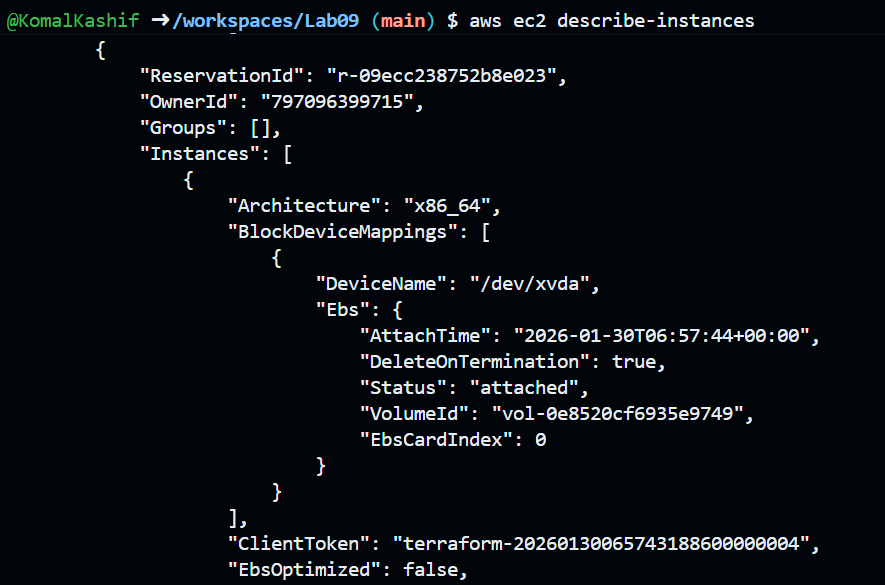 @KomalKashif ➜/workspaces/Lab09 (main) $ aws ec2 describe-instances
{
"ReservationId": "r-09ecc238752b8e023",
"OwnerId": "797096399715",
"Groups": [],
"Instances": [
{
"Architecture": "x86_64",
"BlockDeviceMappings": [
{
"DeviceName": "/dev/xvda",
"Ebs": {
"AttachTime": "2026-01-30T06:57:44+00:00",
"DeleteOnTermination": true,
"Status": "attached",
"VolumeId": "vol-0e8520cf6935e9749",
"EbsCardIndex": 0
}
}
],
"ClientToken": "terraform-20260130065743188600000004",
"EbsOptimized": false,